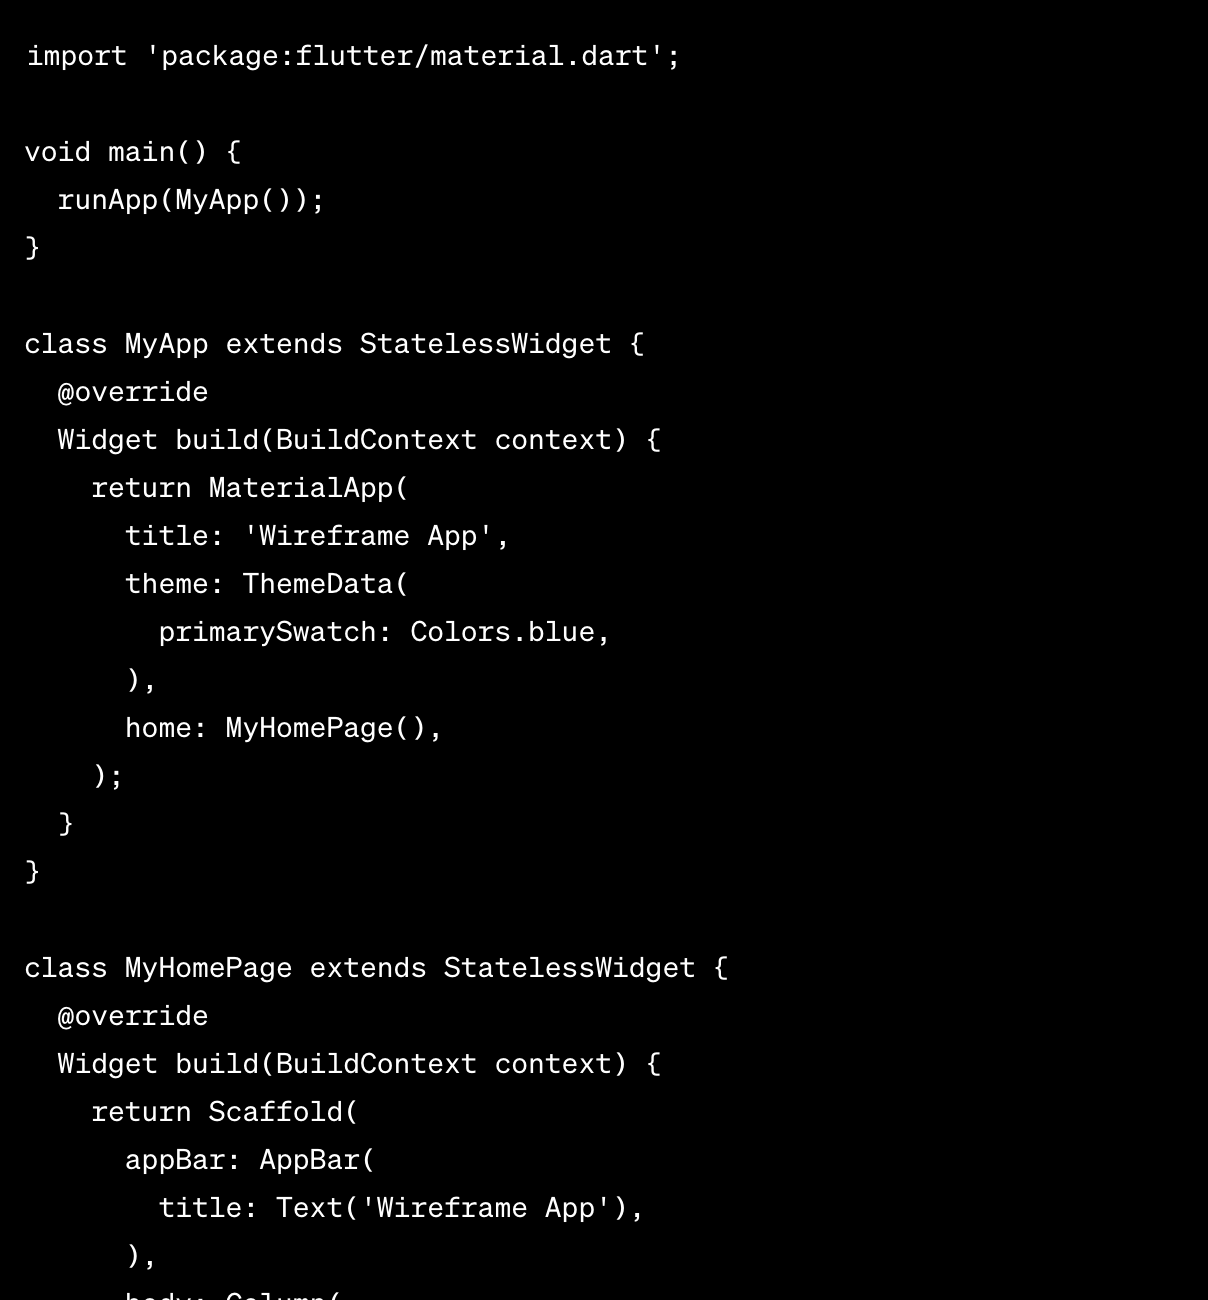 import 'package:flutter/material.dart';

void main() {
  runApp(MyApp());
}

class MyApp extends StatelessWidget {
  @override
  Widget build(BuildContext context) {
    return MaterialApp(
      title: 'Wireframe App',
      theme: ThemeData(
        primarySwatch: Colors.blue,
      ),
      home: MyHomePage(),
    );
  }
}

class MyHomePage extends StatelessWidget {
  @override
  Widget build(BuildContext context) {
    return Scaffold(
      appBar: AppBar(
        title: Text('Wireframe App'),
      ),
      body: Column(